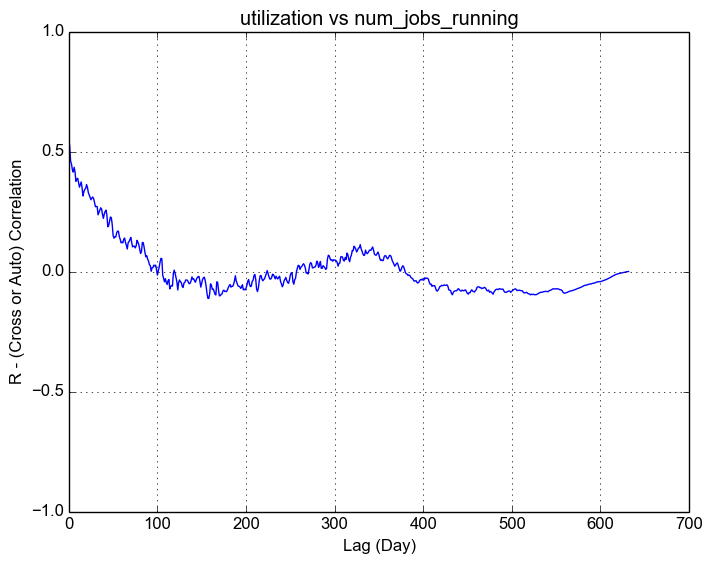 utilization vs num_jobs_running
1.0
0.5
0.0
−0.5
−1.0
R - (Cross or Auto) Correlation
0 100 200 300 400 500 600 700
Lag (Day)